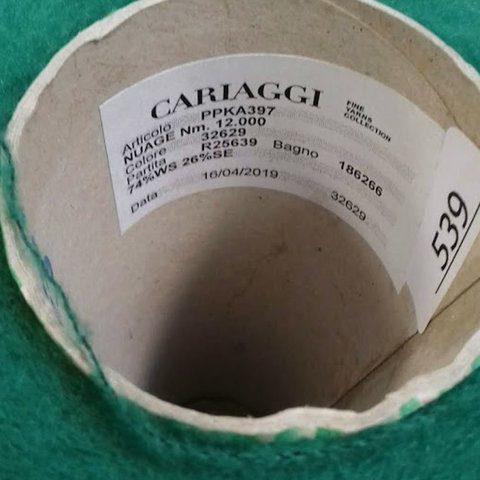 CARIAGGI
FINE
YARNS
COLLECTION
Articolo PPKA397
NUAGE Nm. 12.000
Colore 32629
Partita R25639 Bagno 186266
74%WS 26%SE
Data 16/04/2019 32629
539